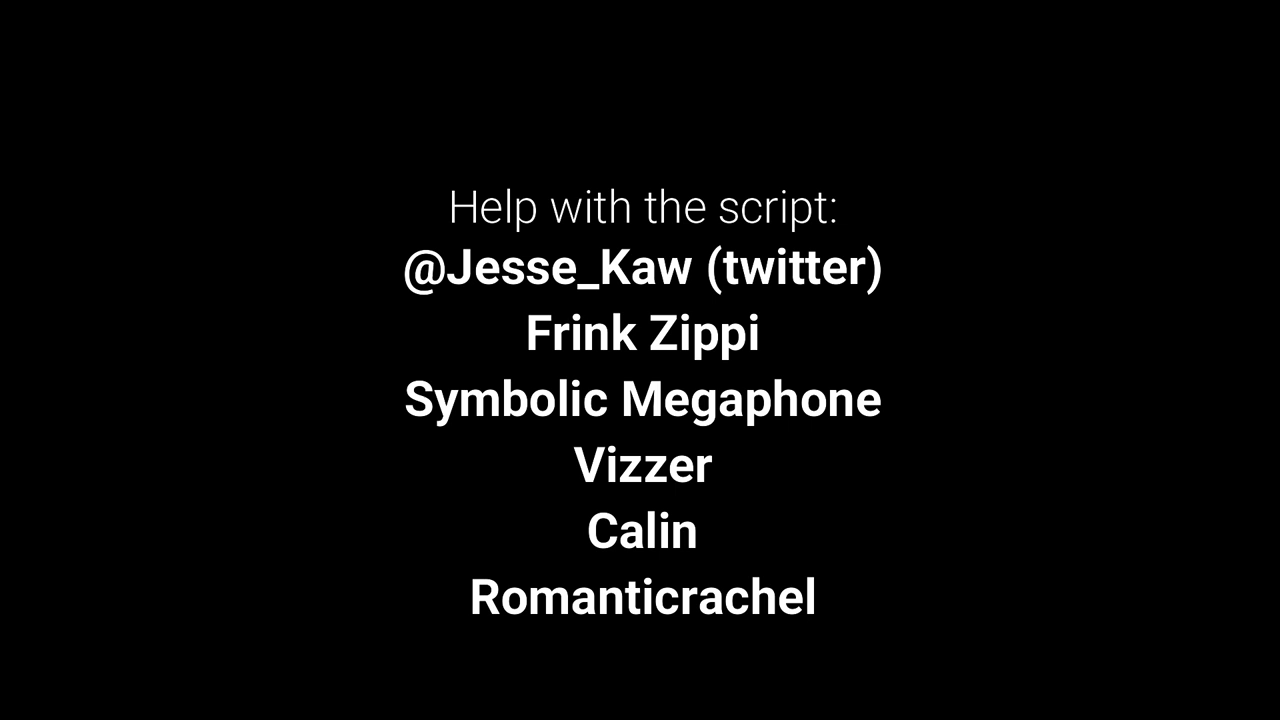 Help with the script:
@Jesse_Kaw (twitter)
Frink Zippi
Symbolic Megaphone
Vizzer
Calin
Romanticrachel